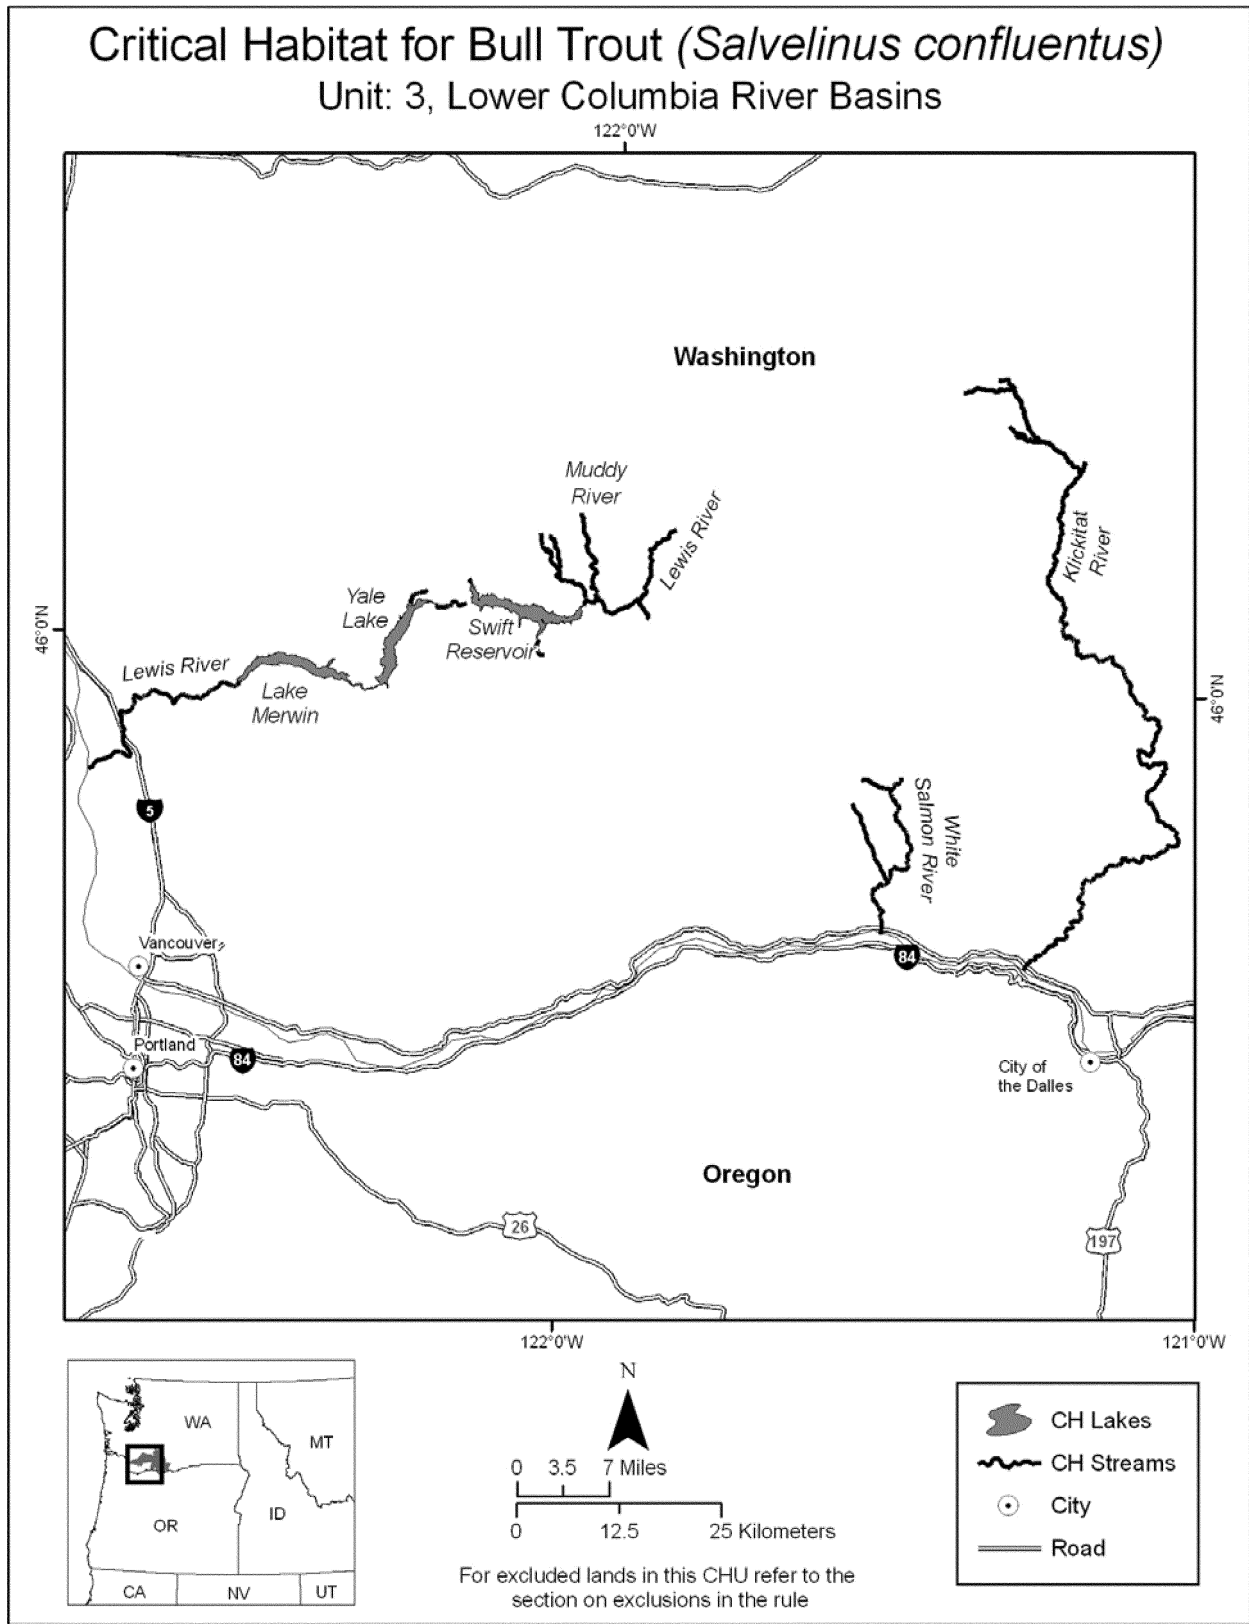 Critical Habitat for Bull Trout (Salvelinus confluentus)
Unit: 3, Lower Columbia River Basins
122°0'W
Washington
Muddy
River
Lewis River
Klickitat
River
Yale
Lake
Swift
Reservoir
46°0'N
Lewis River
Lake
Merwin
46°0'N
White
Salmon River
5
Vancouver
84
Portland
84
City of
the Dalles
Oregon
26
197
122°0'W
121°0'W
WA
MT
OR
ID
CA
NV
UT
N
0 3.5 7 Miles
0 12.5 25 Kilometers
For excluded lands in this CHU refer to the
section on exclusions in the rule
CH Lakes
CH Streams
City
Road